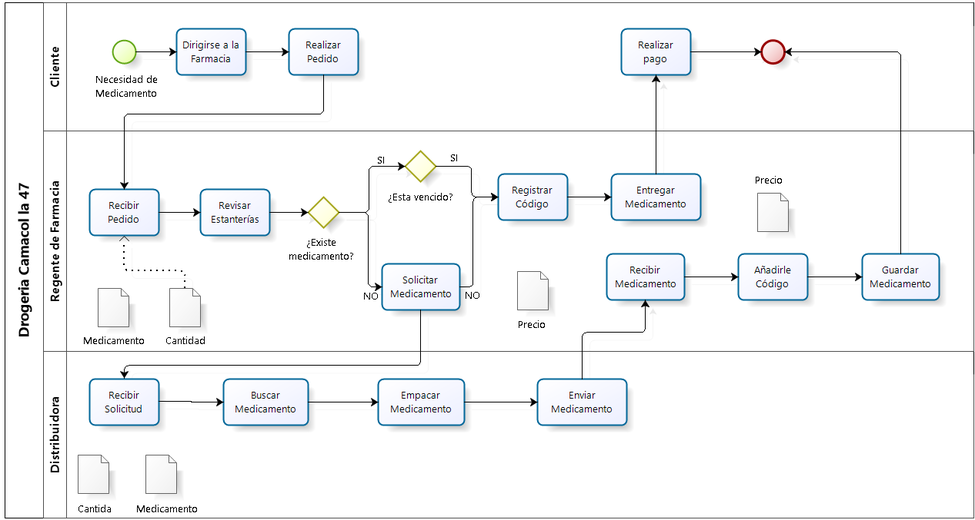 Drogeria Camacol la 47
Cliente
Necesidad de
Medicamento
Dirigirse a la
Farmacia
Realizar
Pedido
Realizar
pago
Regente de Farmacia
Recibir
Pedido
Revisar
Estanterías
¿Existe
medicamento?
SI
NO
¿Esta vencido?
SI
NO
Solicitar
Medicamento
Registrar
Código
Entregar
Medicamento
Precio
Recibir
Medicamento
Añadirle
Código
Guardar
Medicamento
Medicamento
Cantidad
Precio
Distribuidora
Recibir
Solicitud
Buscar
Medicamento
Empacar
Medicamento
Enviar
Medicamento
Cantida
Medicamento